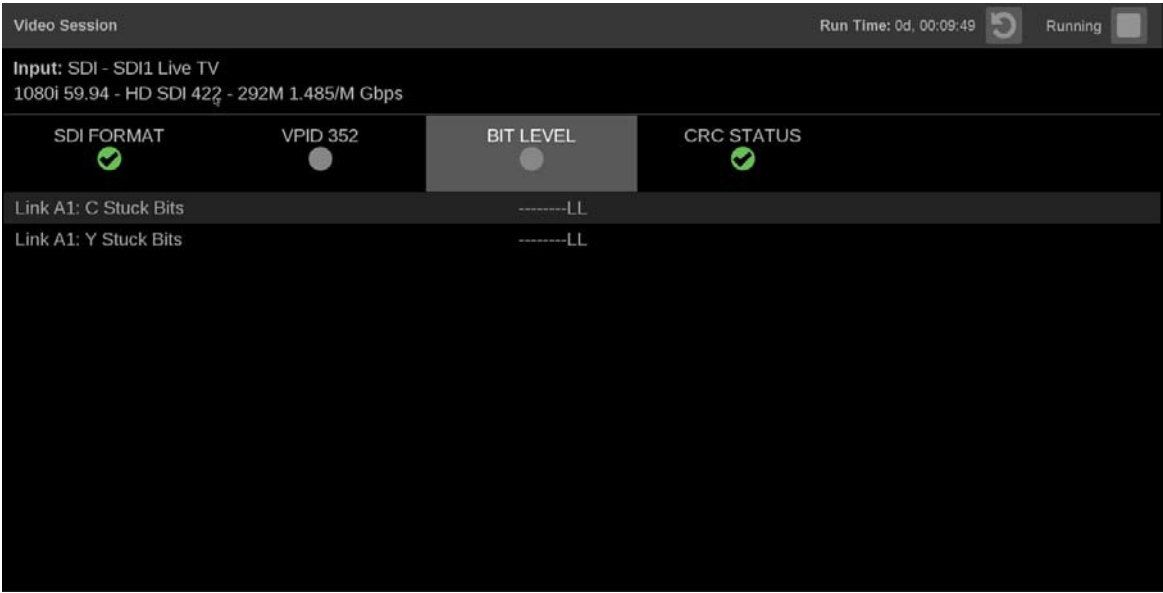 Video Session Run Time: 0d, 00:09:49 Running
Input: SDI - SDI1 Live TV
1080i 59.94 - HD SDI 422 - 292M 1.485/M Gbps
SDI FORMAT VPID 352 BIT LEVEL CRC STATUS
Link A1: C Stuck Bits --------LL
Link A1: Y Stuck Bits --------LL